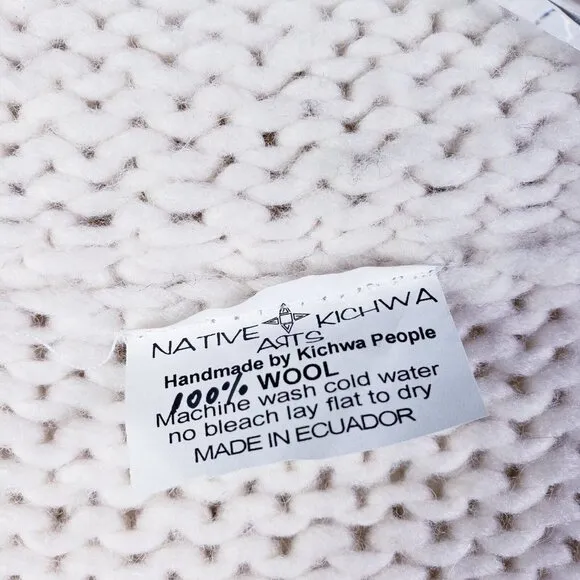 NATIVE KICHWA
ARTS
Handmade by Kichwa People
100% WOOL
Machine wash cold water
no bleach lay flat to dry
MADE IN ECUADOR